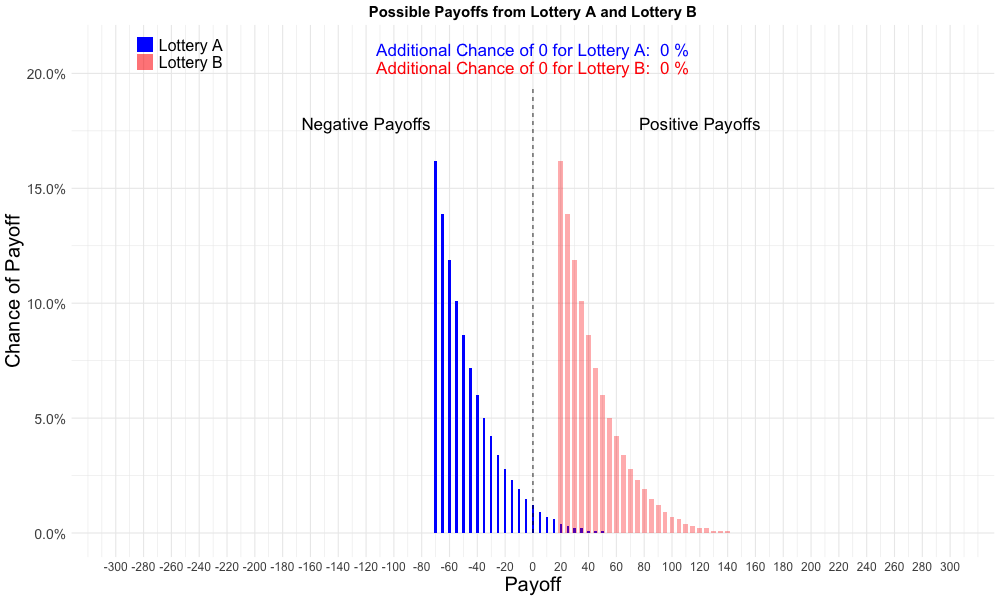 Possible Payoffs from Lottery A and Lottery B
Lottery A
Lottery B
Additional Chance of 0 for Lottery A: 0 %
Additional Chance of 0 for Lottery B: 0 %
Negative Payoffs
Positive Payoffs
Chance of Payoff
20.0%
15.0%
10.0%
5.0%
0.0%
-300 -280 -260 -240 -220 -200 -180 -160 -140 -120 -100 -80 -60 -40 -20 0 20 40 60 80 100 120 140 160 180 200 220 240 260 280 300
Payoff